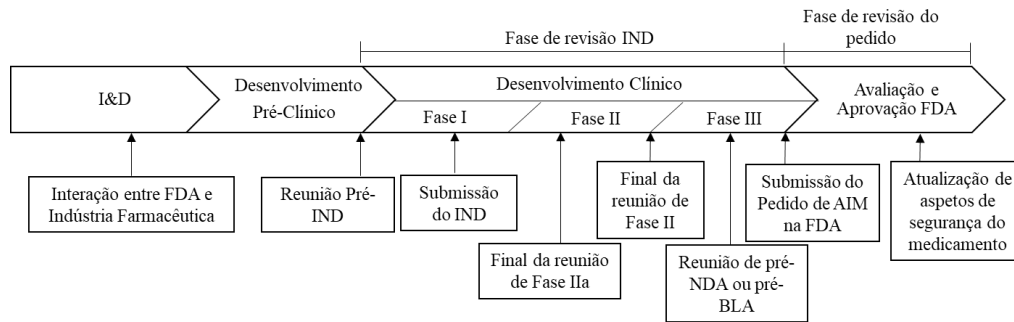 Fase de revisão do
pedido
Fase de revisão IND
I&D
Desenvolvimento
Pré-Clínico
Desenvolvimento Clínico
Fase I
Fase II
Fase III
Avaliação e
Aprovação FDA
Interação entre FDA e
Indústria Farmacêutica
Reunião Pré-
IND
Submissão
do IND
Final da reunião
de Fase IIa
Final da
reunião de
Fase II
Reunião de pré-
NDA ou pré-
BLA
Submissão do
Pedido de AIM
na FDA
Atualização de
aspetos de
segurança do
medicamento